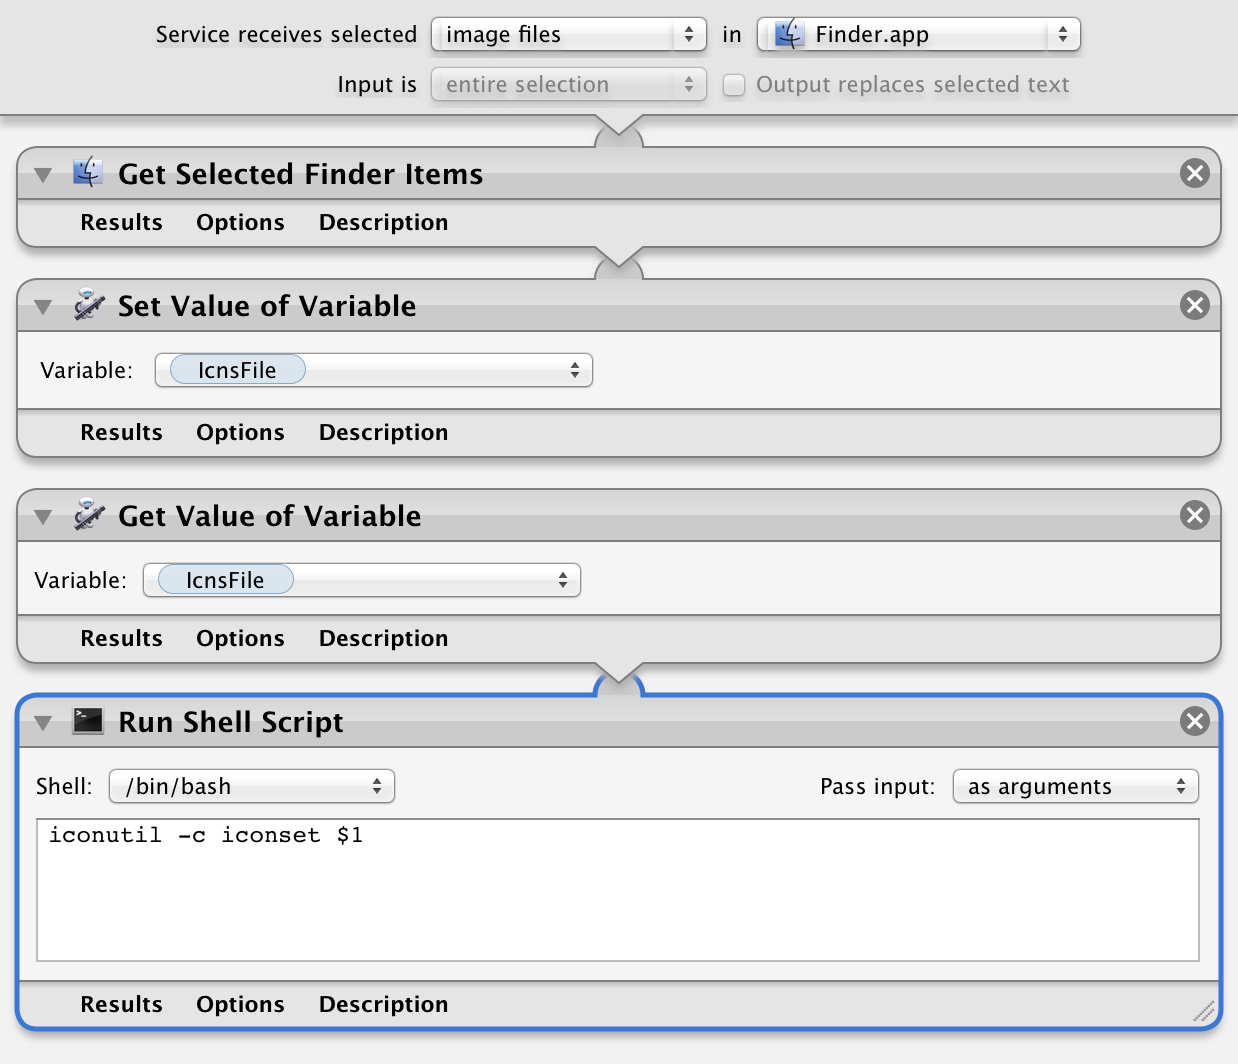 Service receives selected image files in Finder.app
Input is entire selection Output replaces selected text
Get Selected Finder Items
Results Options Description
Set Value of Variable
Variable: IcnsFile
Results Options Description
Get Value of Variable
Variable: IcnsFile
Results Options Description
Run Shell Script
Shell: /bin/bash Pass input: as arguments
iconutil -c iconset $1
Results Options Description